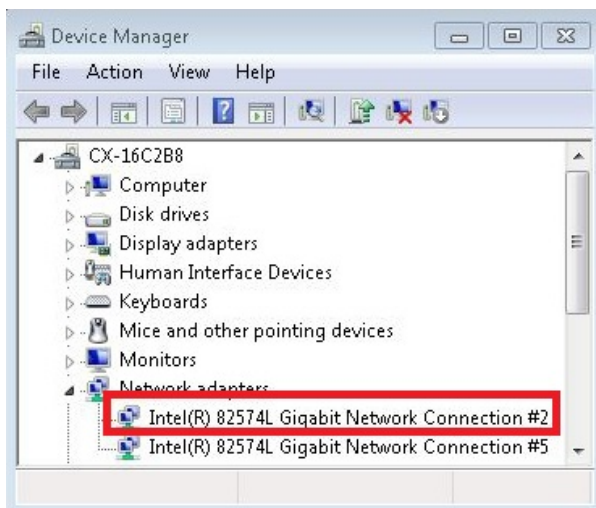 Device Manager
File Action View Help
CX-16C2B8
Computer
Disk drives
Display adapters
Human Interface Devices
Keyboards
Mice and other pointing devices
Monitors
Network adapters
Intel(R) 82574L Gigabit Network Connection #2
Intel(R) 82574L Gigabit Network Connection #5